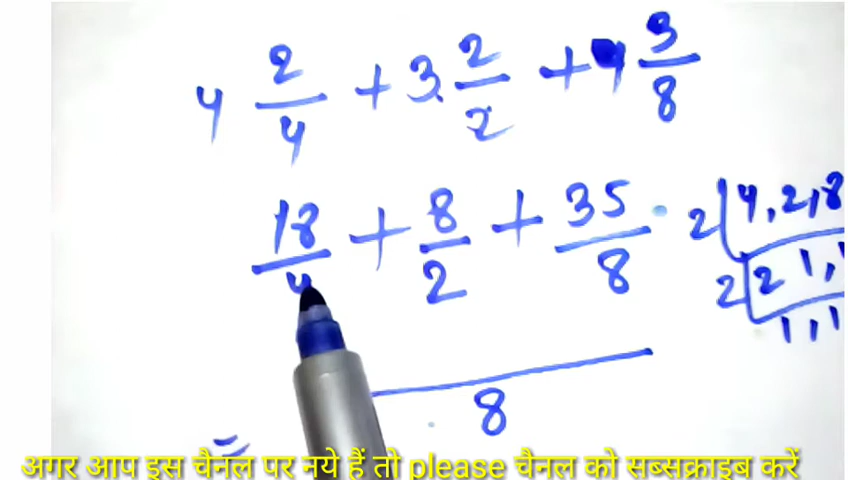 4 2/4 + 3 2/2 + 4 3/8
18/4 + 8/2 + 35/8
2 | 4, 2, 8
2 | 2 1, 1
1, 1, 1
8
=
अगर आप इस चैनल पर नये हैं तो please चैनल को सब्सक्राइब करें